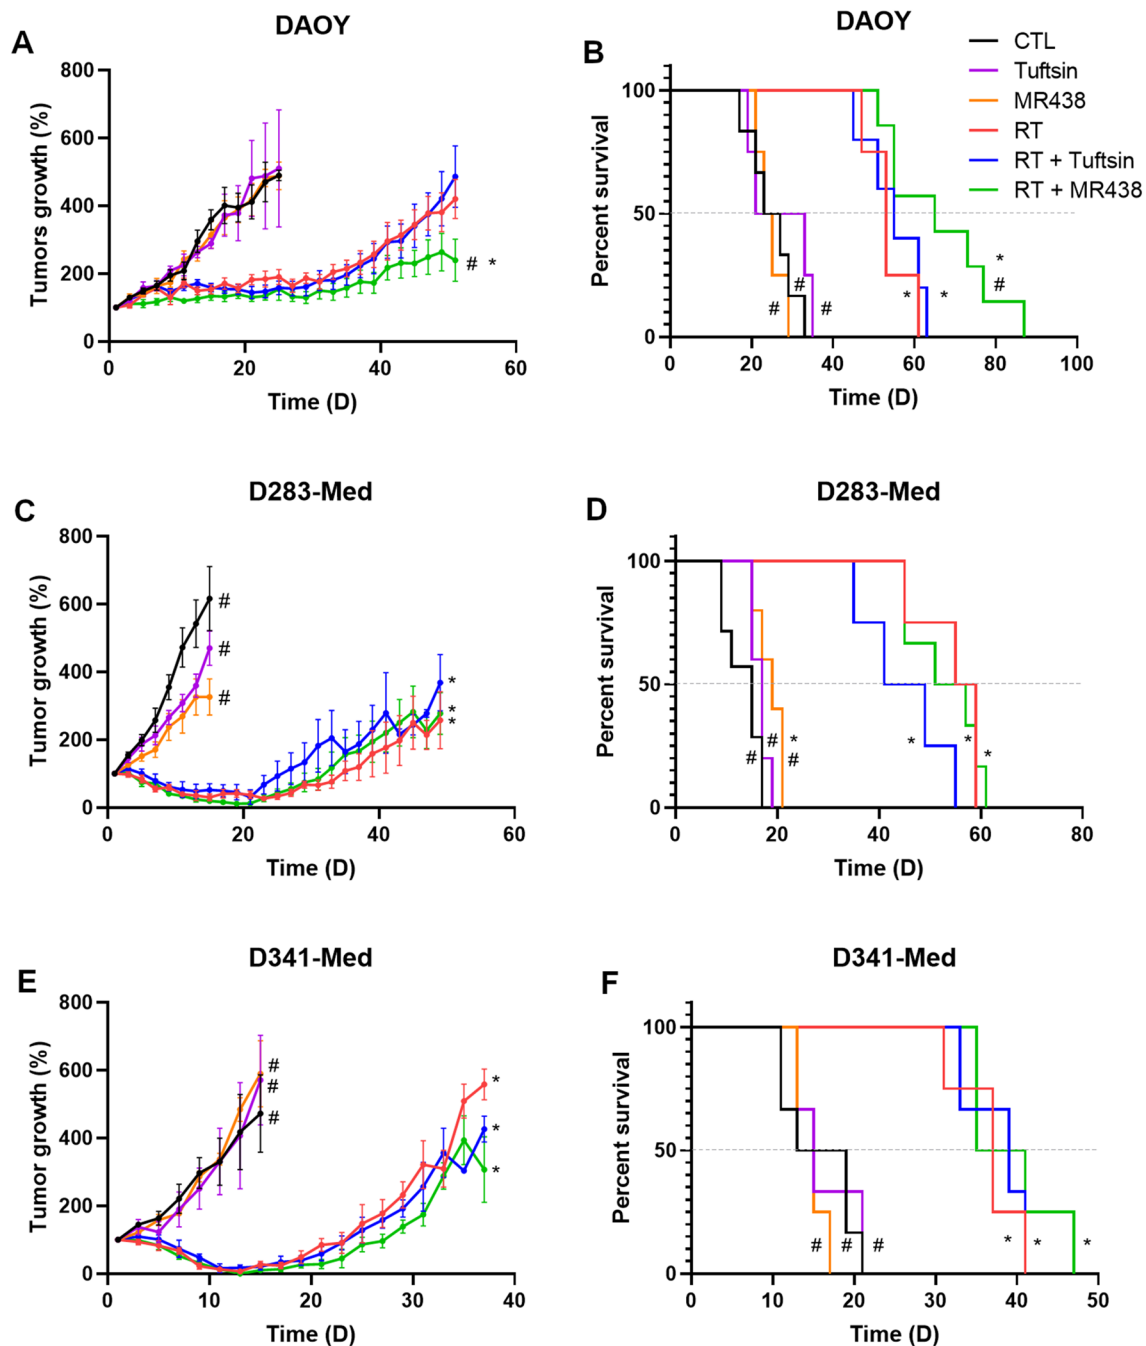 A
DAOY
Tumors growth (%)
800
600
400
200
0
0
20
40
60
Time (D)
# *
B
DAOY
Percent survival
100
50
0
0
20
40
60
80
100
Time (D)
CTL
Tuftsin
MR438
RT
RT + Tuftsin
RT + MR438
#
#
#
*
*
*
#
C
D283-Med
Tumor growth (%)
800
600
400
200
0
0
20
40
60
Time (D)
#
#
#
*
*
*
D
D283-Med
Percent survival
100
50
0
0
20
40
60
80
Time (D)
#
#
*
#
*
*
*
E
D341-Med
Tumor growth (%)
800
600
400
200
0
0
10
20
30
40
Time (D)
#
#
#
*
*
*
F
D341-Med
Percent survival
100
50
0
0
10
20
30
40
50
Time (D)
#
#
#
*
*
*